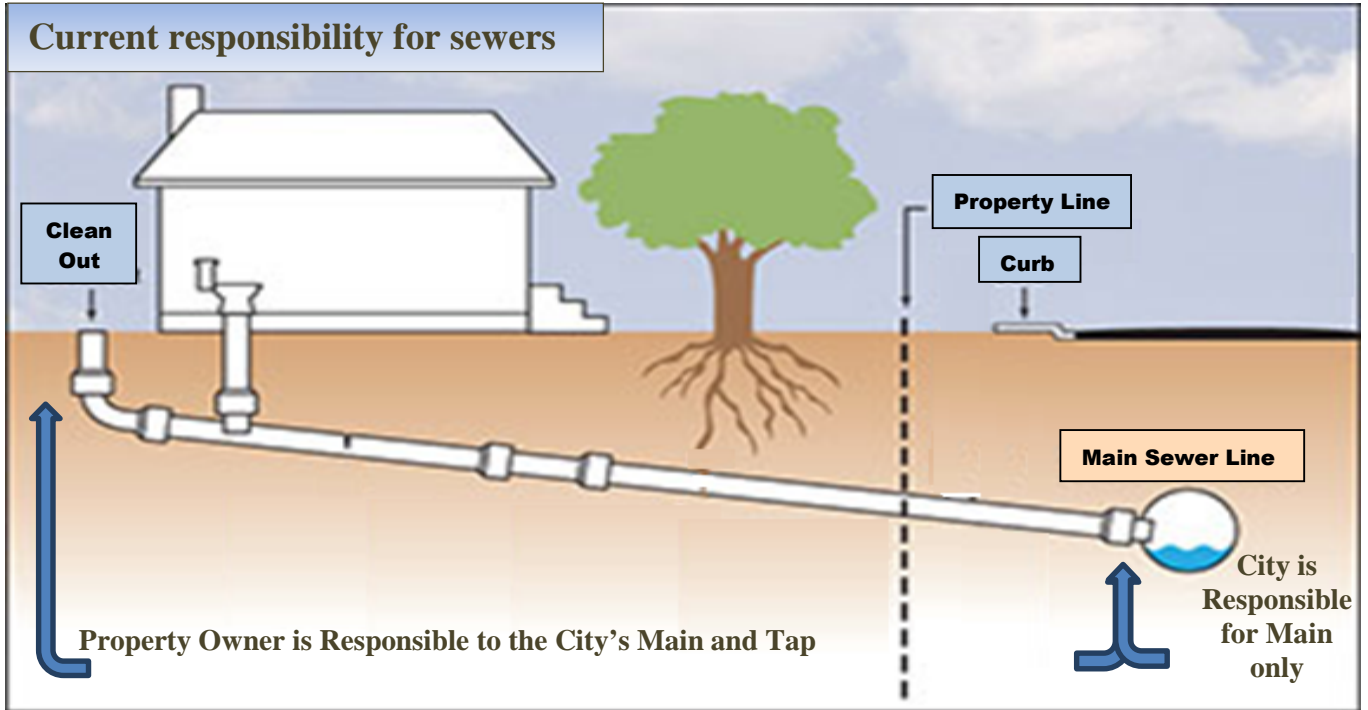 Current responsibility for sewers
Clean
Out
Property Line
Curb
Main Sewer Line
City is
Responsible
for Main
only
Property Owner is Responsible to the City’s Main and Tap